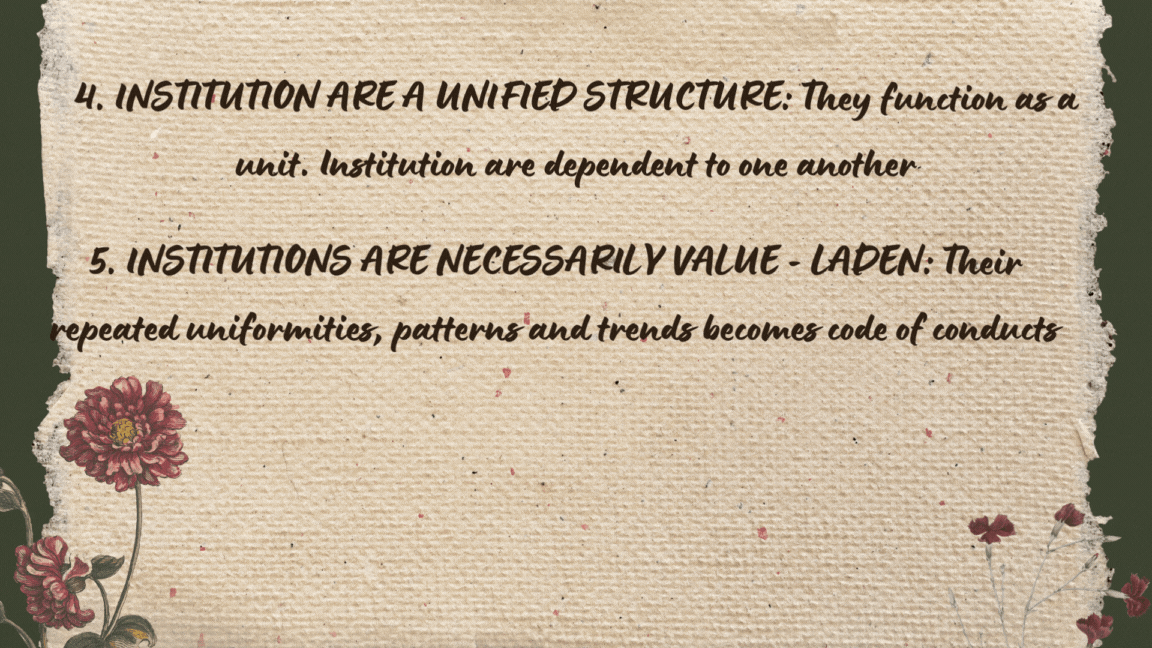 4. INSTITUTION ARE A UNIFIED STRUCTURE: They function as a
unit. Institution are dependent to one another
5. INSTITUTIONS ARE NECESSARILY VALUE - LADEN: Their
repeated uniformities, patterns and trends becomes code of conducts